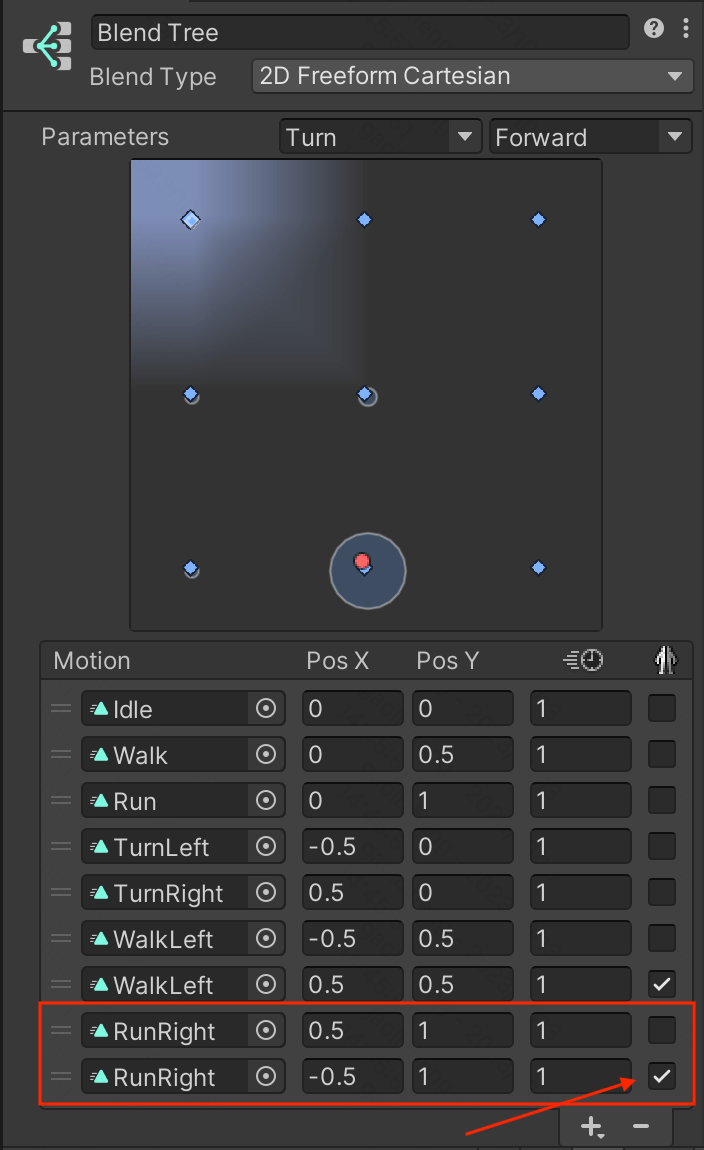 Blend Tree
Blend Type 2D Freeform Cartesian
Parameters Turn Forward
Motion Pos X Pos Y
Idle 0 0 1
Walk 0 0.5 1
Run 0 1 1
TurnLeft -0.5 0 1
TurnRight 0.5 0 1
WalkLeft -0.5 0.5 1
WalkLeft 0.5 0.5 1
RunRight 0.5 1 1
RunRight -0.5 1 1